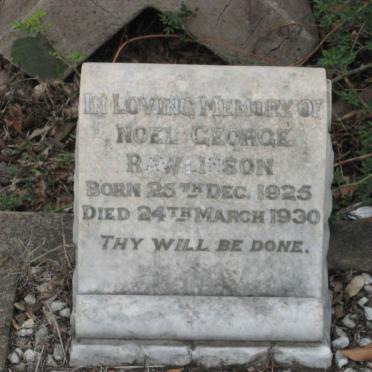 IN LOVING MEMORY OF
NOEL GEORGE
RAWLINSON
BORN 25TH DEC. 1925
DIED 24TH MARCH 1930
THY WILL BE DONE.